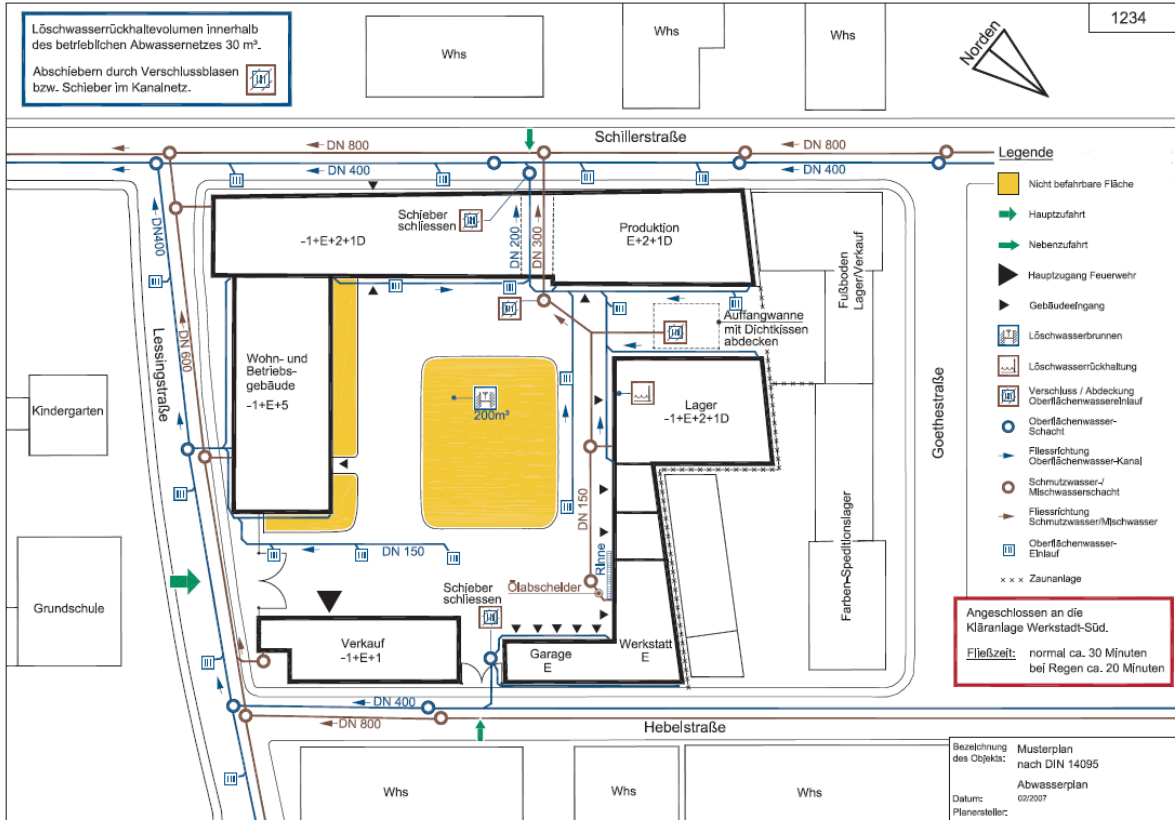 Löschwasserrückhaltevolumen innerhalb
des betrieblichen Abwassernetzes 30 m³.
Abschiebern durch Verschlussblasen
bzw. Schieber im Kanalnetz.
Whs
Whs
Whs
Norden
1234
Schillerstraße
DN 800
DN 800
DN 400
DN 400
Legende
Nicht befahrbare Fläche
Hauptzufahrt
Nebenzufahrt
Hauptzugang Feuerwehr
Gebäudeeingang
Löschwasserbrunnen
Löschwasserrückhaltung
Verschluss / Abdeckung
Oberflächenwassereinlauf
Oberflächenwasser-
Schacht
Fliessrichtung
Oberflächenwasser-Kanal
Schmutzwasser-/
Mischwasserschacht
Fliessrichtung
Schmutzwasser/Mischwasser
Oberflächenwasser-
Einlauf
Zaunanlage
DN400
DN 600
Lessingstraße
Schieber
schliessen
-1+E+2+1D
DN 200
DN 300
Produktion
E+2+1D
Fußboden
Lager/Verkauf
Auffangwanne
mit Dichtkissen
abdecken
Wohn- und
Betriebs-
gebäude
-1+E+5
200m³
Lager
-1+E+2+1D
Goethestraße
Kindergarten
Grundschule
DN 150
DN 150
Rinne
Ölabscheider
Schieber
schliessen
Farben-Speditionslager
Verkauf
-1+E+1
Garage
E
Werkstatt
E
Angeschlossen an die
Kläranlage Werkstadt-Süd.
Fließzeit: normal ca. 30 Minuten
bei Regen ca. 20 Minuten
DN 400
DN 800
Hebelstraße
Whs
Whs
Whs
Bezeichnung
des Objekts:
Musterplan
nach DIN 14095
Abwasserplan
Datum: 02/2007
Planersteller: